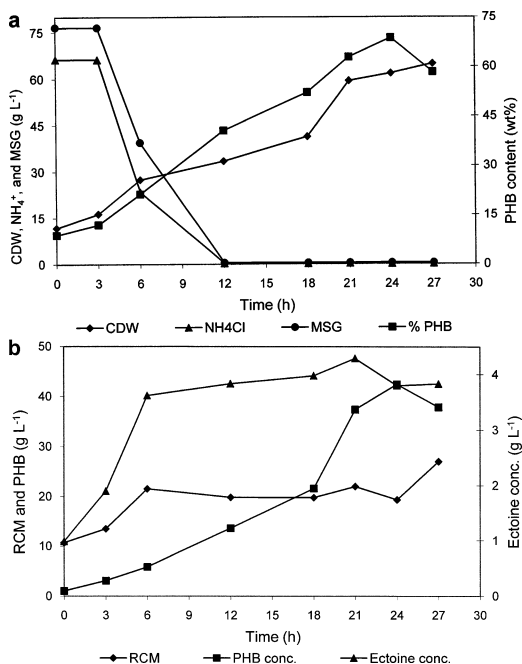 a
CDW, NH4+, and MSG (g L-1)
75
60
45
30
15
0
PHB content (wt%)
75
60
45
30
15
0
0 3 6 9 12 15 18 21 24 27 30
Time (h)
CDW NH4Cl MSG % PHB
b
RCM and PHB (g L-1)
50
40
30
20
10
0
Ectoine conc. (g L-1)
4
3
2
1
0
0 3 6 9 12 15 18 21 24 27 30
Time (h)
RCM PHB conc. Ectoine conc.